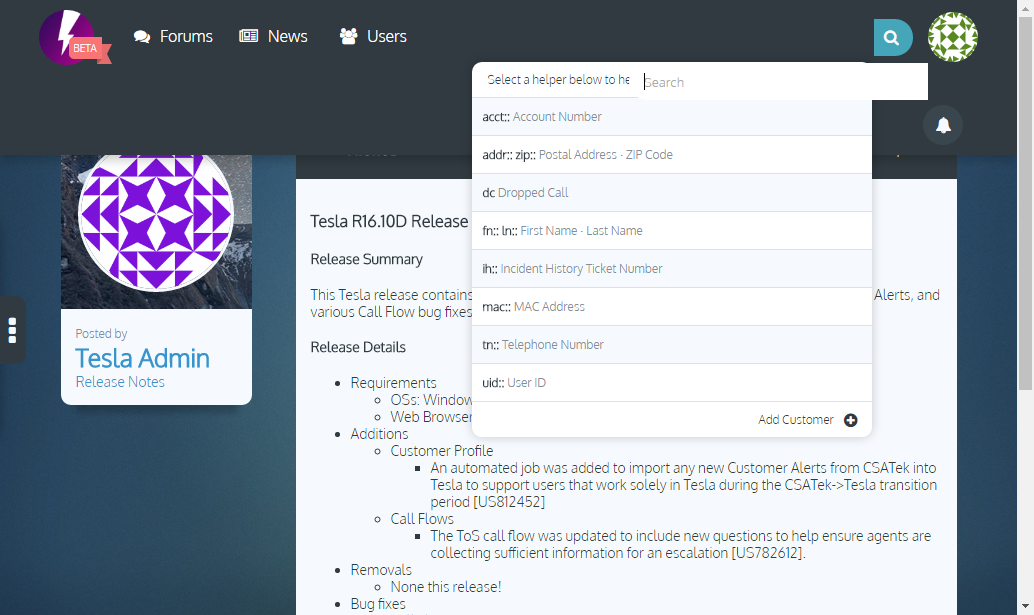 BETA
Forums
News
Users
Search
Select a helper below to he
acct:: Account Number
addr:: zip:: Postal Address - ZIP Code
dc Dropped Call
fn:: ln:: First Name - Last Name
ih:: Incident History Ticket Number
mac:: MAC Address
tn:: Telephone Number
uid:: User ID
Add Customer
Posted by
Tesla Admin
Release Notes
Tesla R16.10D Release
Release Summary
This Tesla release contains Alerts, and
various Call Flow bug fixes
Release Details
Requirements
OSs: Window
Web Browser
Additions
Customer Profile
An automated job was added to import any new Customer Alerts from CSATek into
Tesla to support users that work solely in Tesla during the CSATek->Tesla transition
period [US812452]
Call Flows
The ToS call flow was updated to include new questions to help ensure agents are
collecting sufficient information for an escalation [US782612].
Removals
None this release!
Bug fixes